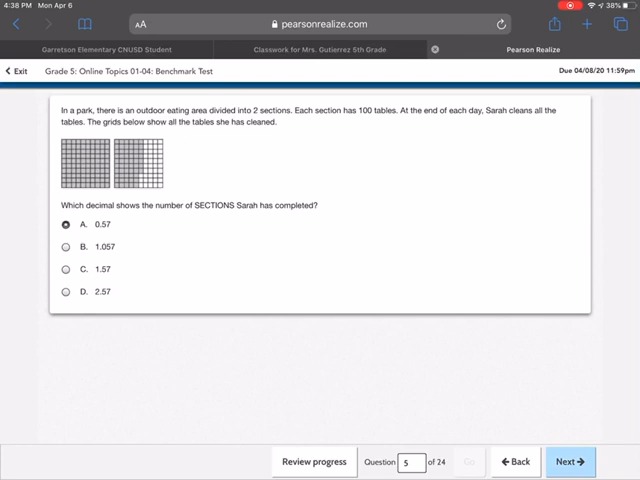 4:38 PM Mon Apr 6
38%
AA
pearsonrealize.com
Garretson Elementary CNUSD Student
Classwork for Mrs. Gutierrez 5th Grade
Pearson Realize
Exit
Grade 5: Online Topics 01-04: Benchmark Test
Due 04/08/20 11:59pm
In a park, there is an outdoor eating area divided into 2 sections. Each section has 100 tables. At the end of each day, Sarah cleans all the
tables. The grids below show all the tables she has cleaned.
Which decimal shows the number of SECTIONS Sarah has completed?
A. 0.57
B. 1.057
C. 1.57
D. 2.57
Review progress
Question 5 of 24
Go
Back
Next